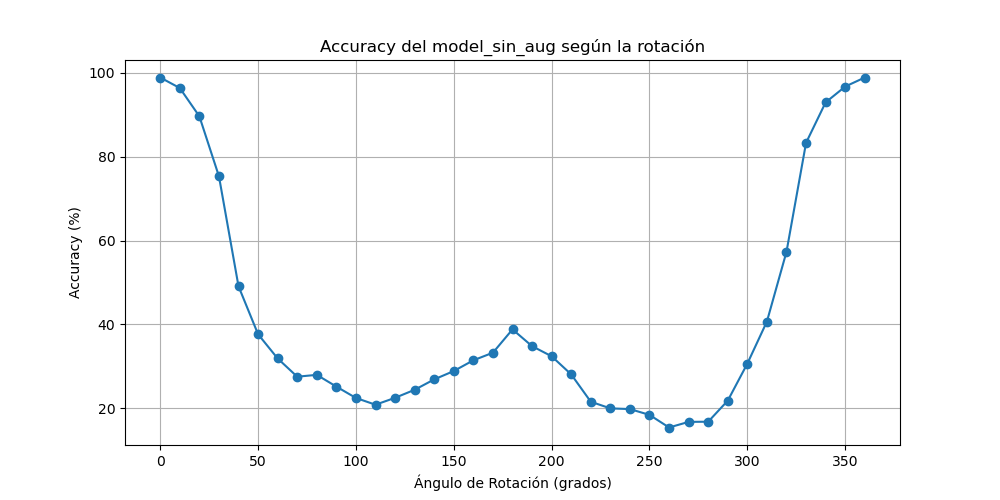 Accuracy del model_sin_aug según la rotación
Accuracy (%)
100
80
60
40
20
0 50 100 150 200 250 300 350
Ángulo de Rotación (grados)